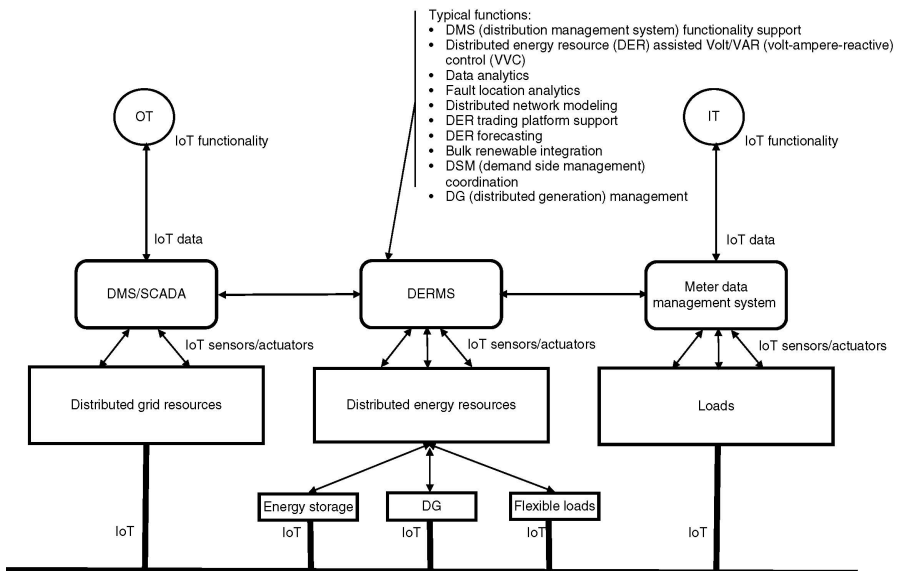 Typical functions:
• DMS (distribution management system) functionality support
• Distributed energy resource (DER) assisted Volt/VAR (volt-ampere-reactive)
control (VVC)
• Data analytics
• Fault location analytics
• Distributed network modeling
• DER trading platform support
• DER forecasting
• Bulk renewable integration
• DSM (demand side management)
coordination
• DG (distributed generation) management
OT
IoT functionality
IT
IoT functionality
IoT data
IoT data
DMS/SCADA
DERMS
Meter data
management system
IoT sensors/actuators
IoT sensors/actuators
IoT sensors/actuators
Distributed grid resources
Distributed energy resources
Loads
Energy storage
DG
Flexible loads
IoT
IoT
IoT
IoT
IoT